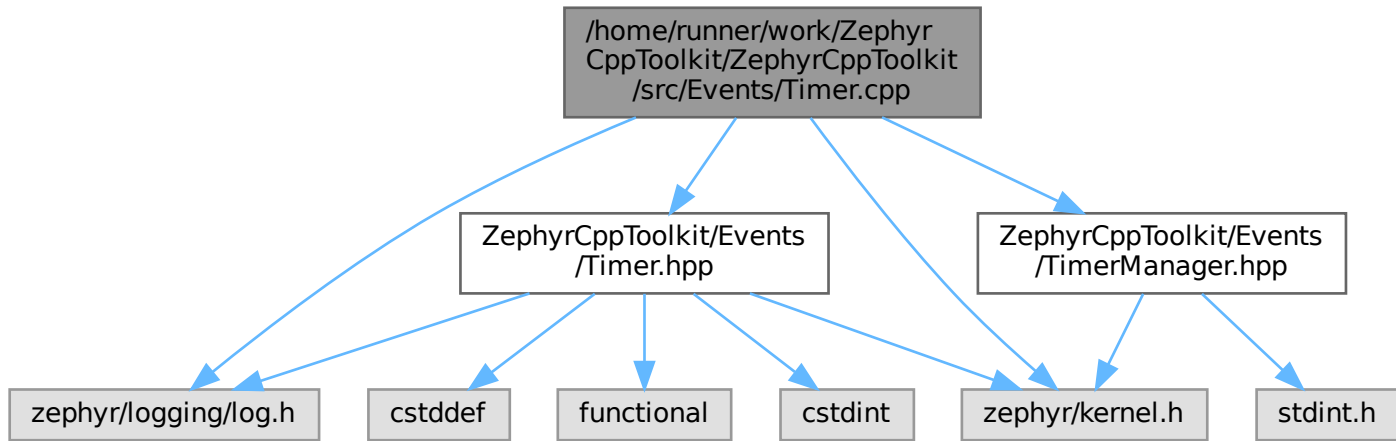 /home/runner/work/Zephyr
CppToolkit/ZephyrCppToolkit
/src/Events/Timer.cpp
ZephyrCppToolkit/Events
/Timer.hpp
ZephyrCppToolkit/Events
/TimerManager.hpp
zephyr/logging/log.h
cstddef
functional
cstdint
zephyr/kernel.h
stdint.h